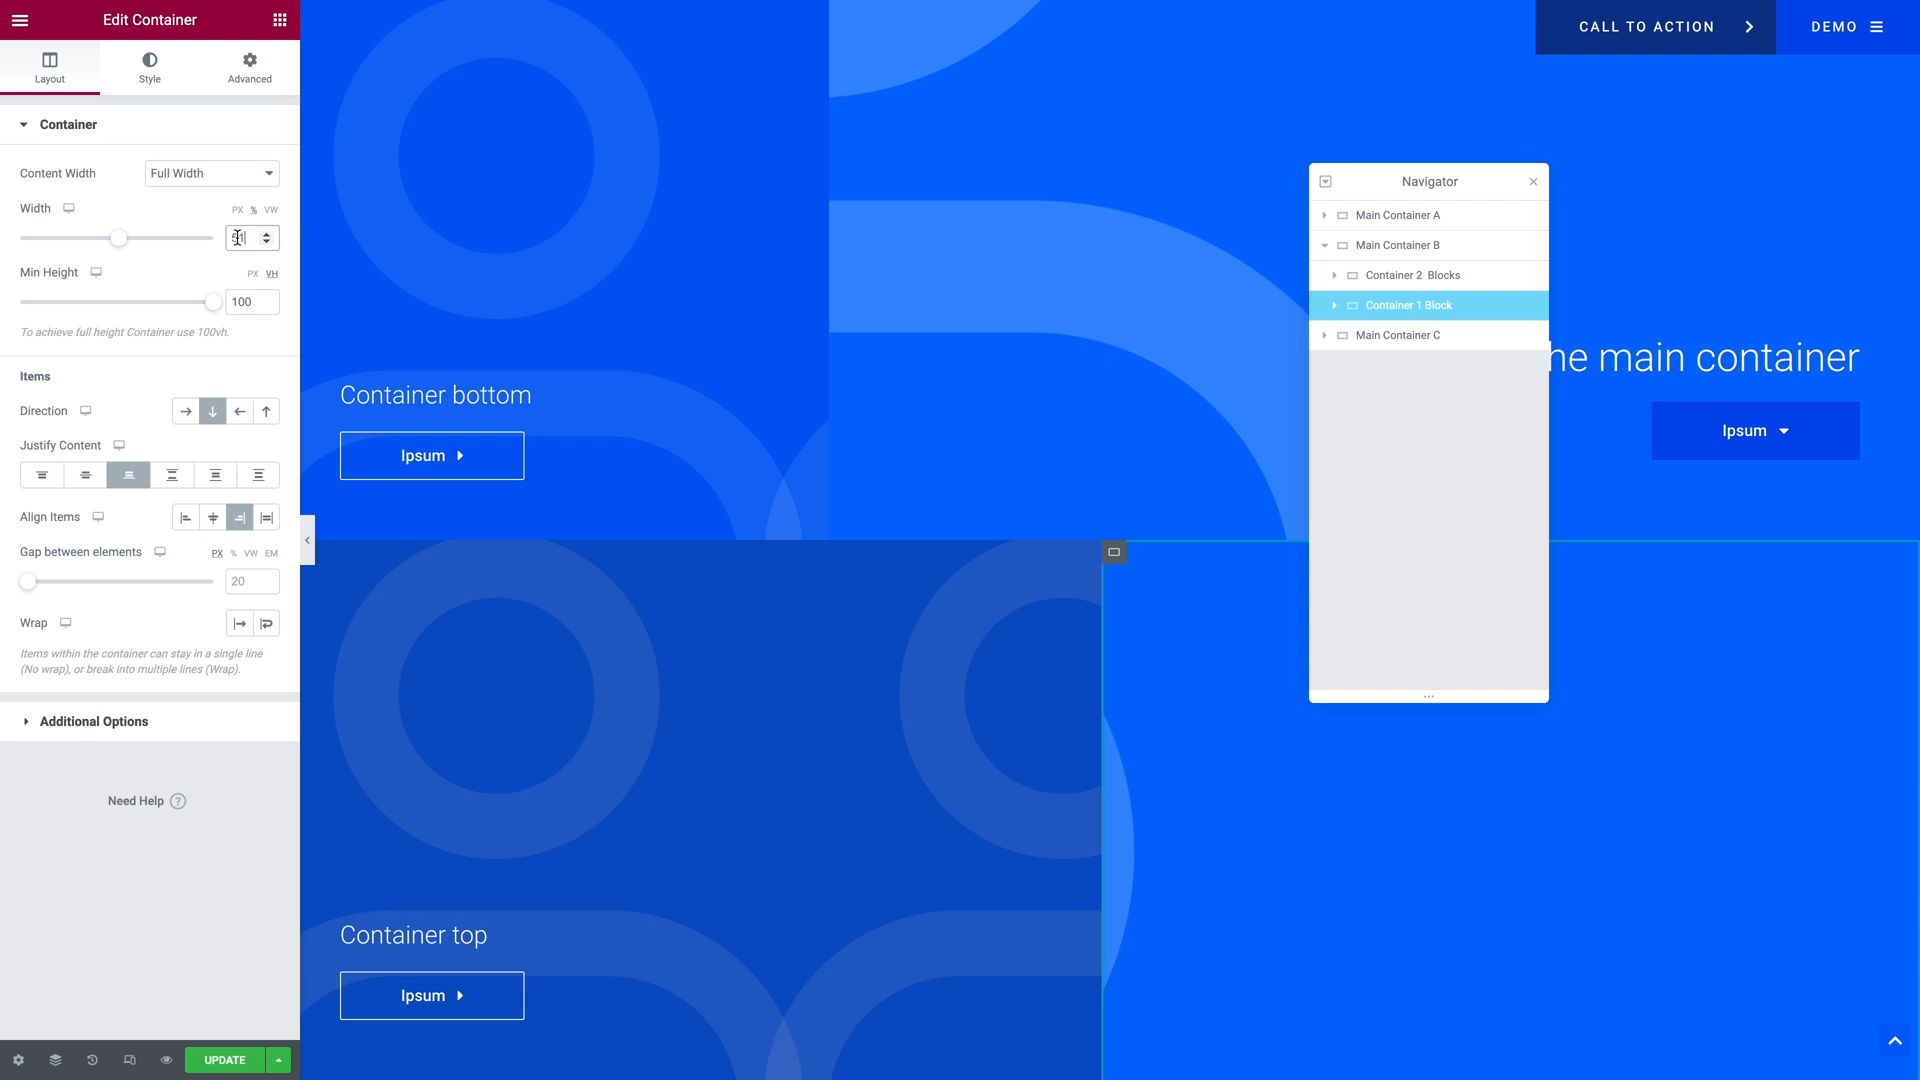 Edit Container
Layout
Style
Advanced
Container
Content Width
Full Width
Width
PX % VW
Min Height
PX VH
100
To achieve full height Container use 100vh.
Items
Direction
Justify Content
Align Items
Gap between elements
PX % VW EM
20
Wrap
Items within the container can stay in a single line
(No wrap), or break into multiple lines (Wrap).
Additional Options
Need Help ?
UPDATE
CALL TO ACTION
DEMO
Container bottom
Ipsum
Navigator
Main Container A
Main Container B
Container 2 Blocks
Container 1 Block
Main Container C
he main container
Ipsum
Container top
Ipsum